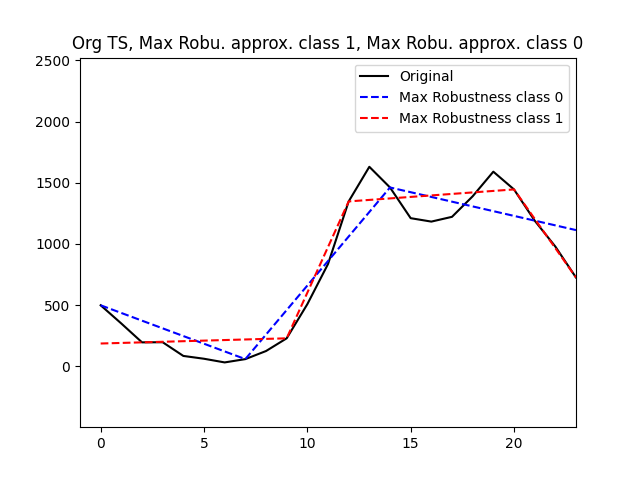 Org TS, Max Robu. approx. class 1, Max Robu. approx. class 0
Original
Max Robustness class 0
Max Robustness class 1
2500
2000
1500
1000
500
0
0
5
10
15
20